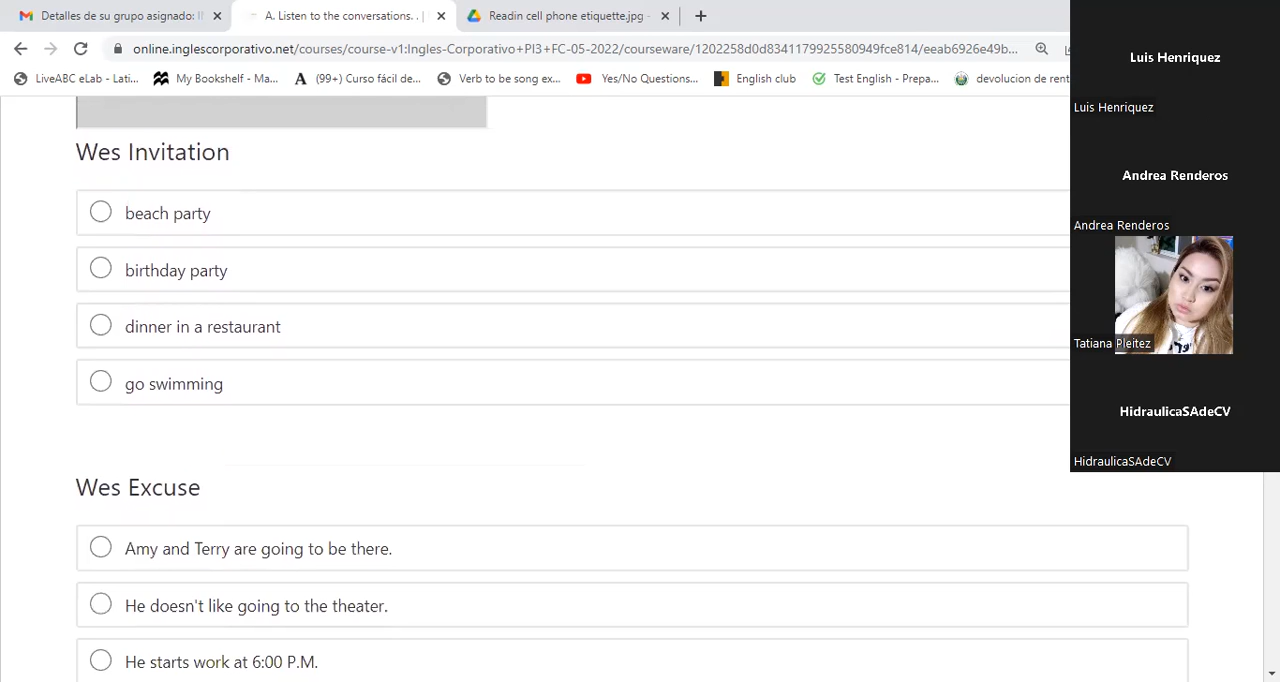 Detalles de su grupo asignado: II
A. Listen to the conversations. . |
Readin cell phone etiquette.jpg -
online.inglescorporativo.net/courses/course-v1:Ingles-Corporativo+PI3+FC-05-2022/courseware/1202258d0d8341179925580949fce814/eeab6926e49b...
LiveABC eLab - Lati...
My Bookshelf - Ma...
(99+) Curso fácil de...
Verb to be song ex...
Yes/No Questions...
English club
Test English - Prepa...
devolucion de rent
Wes Invitation
beach party
birthday party
dinner in a restaurant
go swimming
Wes Excuse
Amy and Terry are going to be there.
He doesn't like going to the theater.
He starts work at 6:00 P.M.
Luis Henriquez
Luis Henriquez
Andrea Renderos
Andrea Renderos
Tatiana Pleitez
HidraulicaSAdeCV
HidraulicaSAdeCV